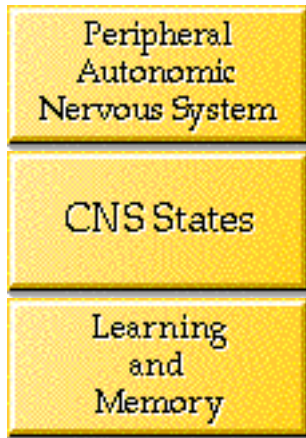 Peripheral
Autonomic
Nervous System
CNS States
Learning
and
Memory